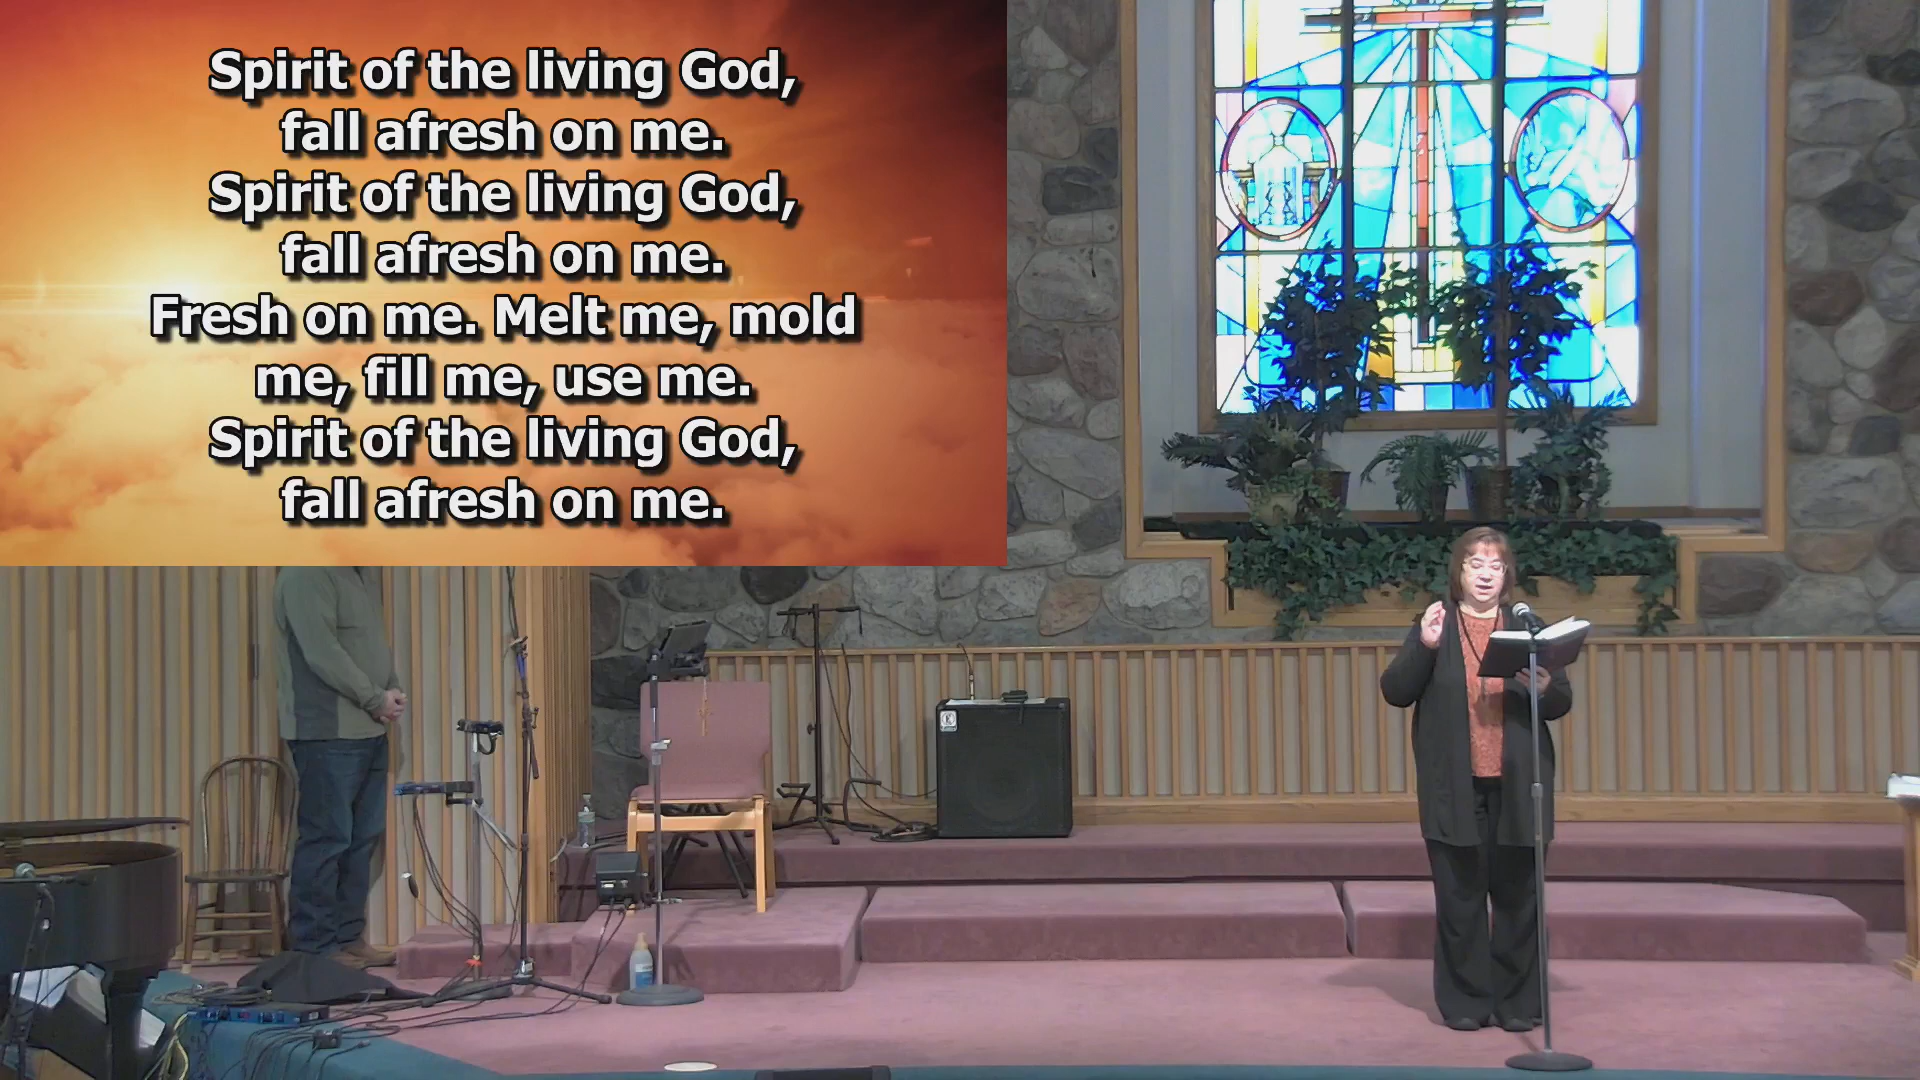 Spirit of the living God,
fall afresh on me.
Spirit of the living God,
fall afresh on me.
Fresh on me. Melt me, mold
me, fill me, use me.
Spirit of the living God,
fall afresh on me.